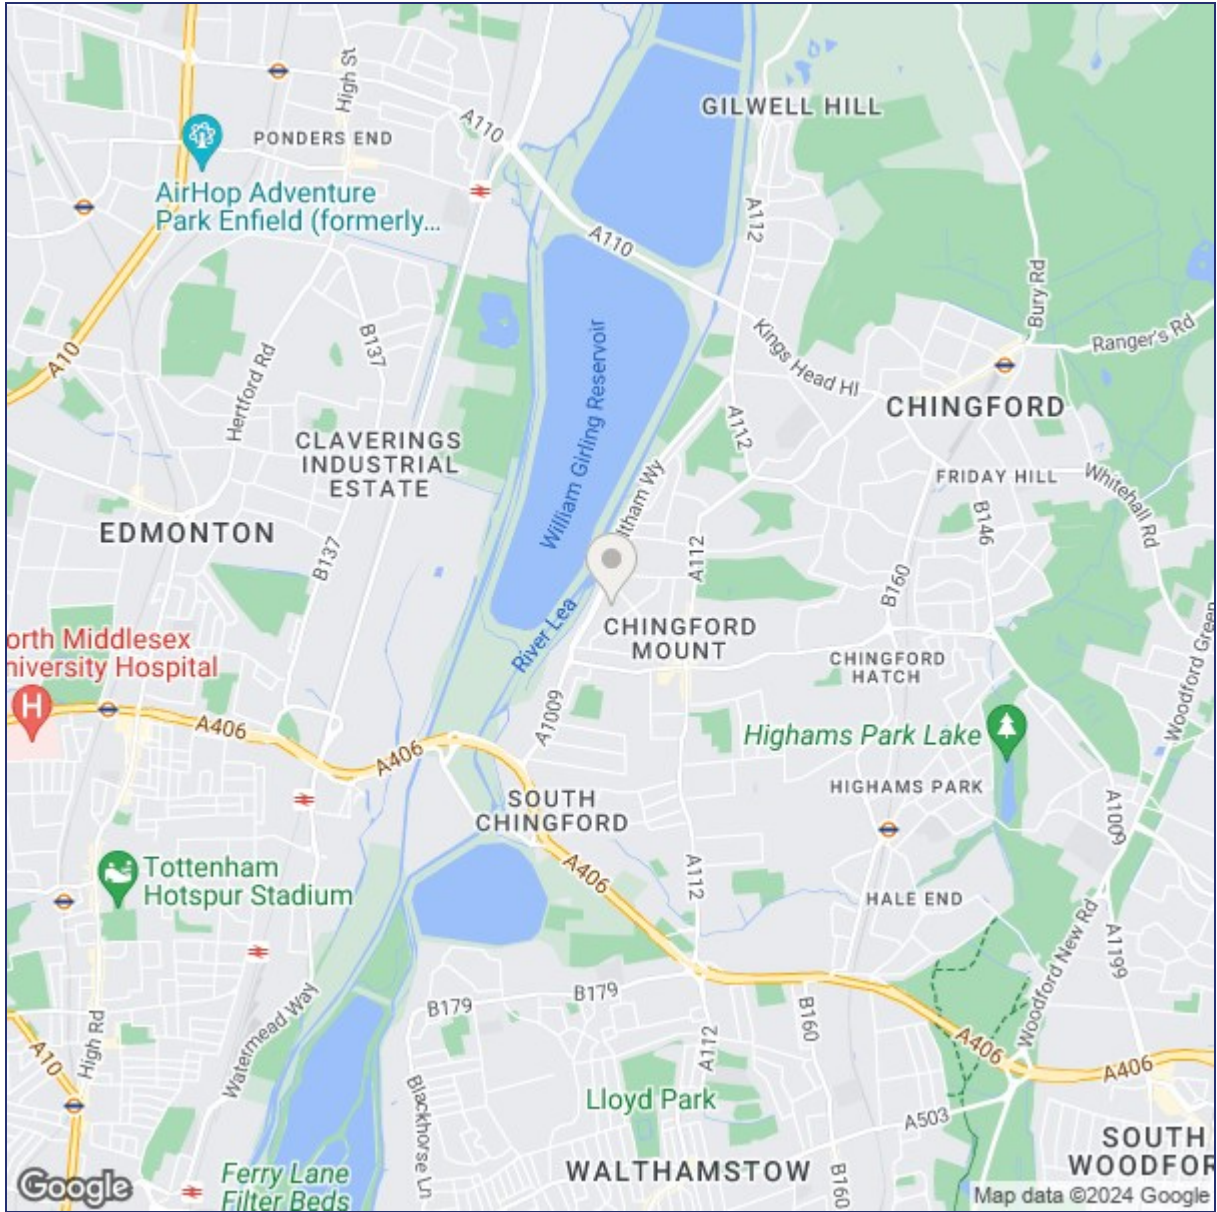 High St
A110
GILWELL HILL
PONDERS END
AirHop Adventure
Park Enfield (formerly...
A112
A110
Bury Rd
Ranger's Rd
A10
B137
Hertford Rd
William Girling Reservoir
Kings Head Hl
CHINGFORD
A112
CLAVERINGS
INDUSTRIAL
ESTATE
FRIDAY HILL
Whitehall Rd
ltham Wy
B146
EDMONTON
B137
A112
B160
River Lea
CHINGFORD
MOUNT
Woodford Green
orth Middlesex
niversity Hospital
H
CHINGFORD
HATCH
A1009
A406
A406
Highams Park Lake
HIGHAMS PARK
A1009
SOUTH
CHINGFORD
Tottenham
Hotspur Stadium
A406
A112
HALE END
Woodford New Rd
A1199
B179
B179
B160
Watermead Way
High Rd
A10
A112
A406
A406
Blackhorse Ln
Lloyd Park
A503
SOUTH
WOODFOR
Ferry Lane
Filter Beds
WALTHAMSTOW
B160
Google
Map data ©2024 Google